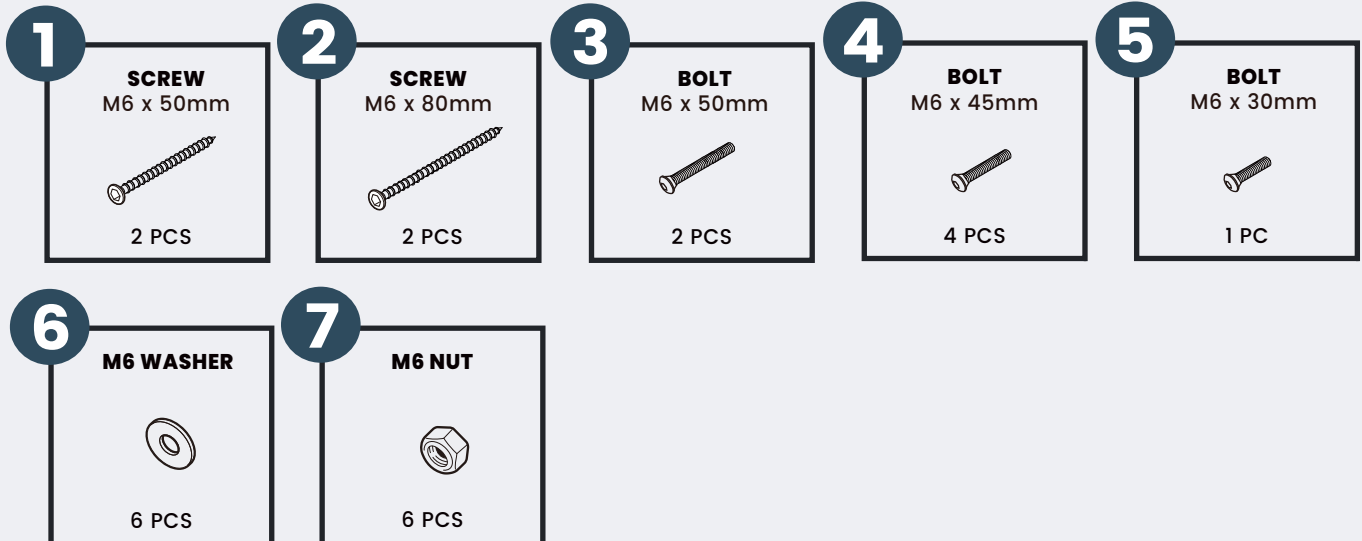 1
SCREW
M6 x 50mm
2 PCS
2
SCREW
M6 x 80mm
2 PCS
3
BOLT
M6 x 50mm
2 PCS
4
BOLT
M6 x 45mm
4 PCS
5
BOLT
M6 x 30mm
1 PC
6
M6 WASHER
6 PCS
7
M6 NUT
6 PCS